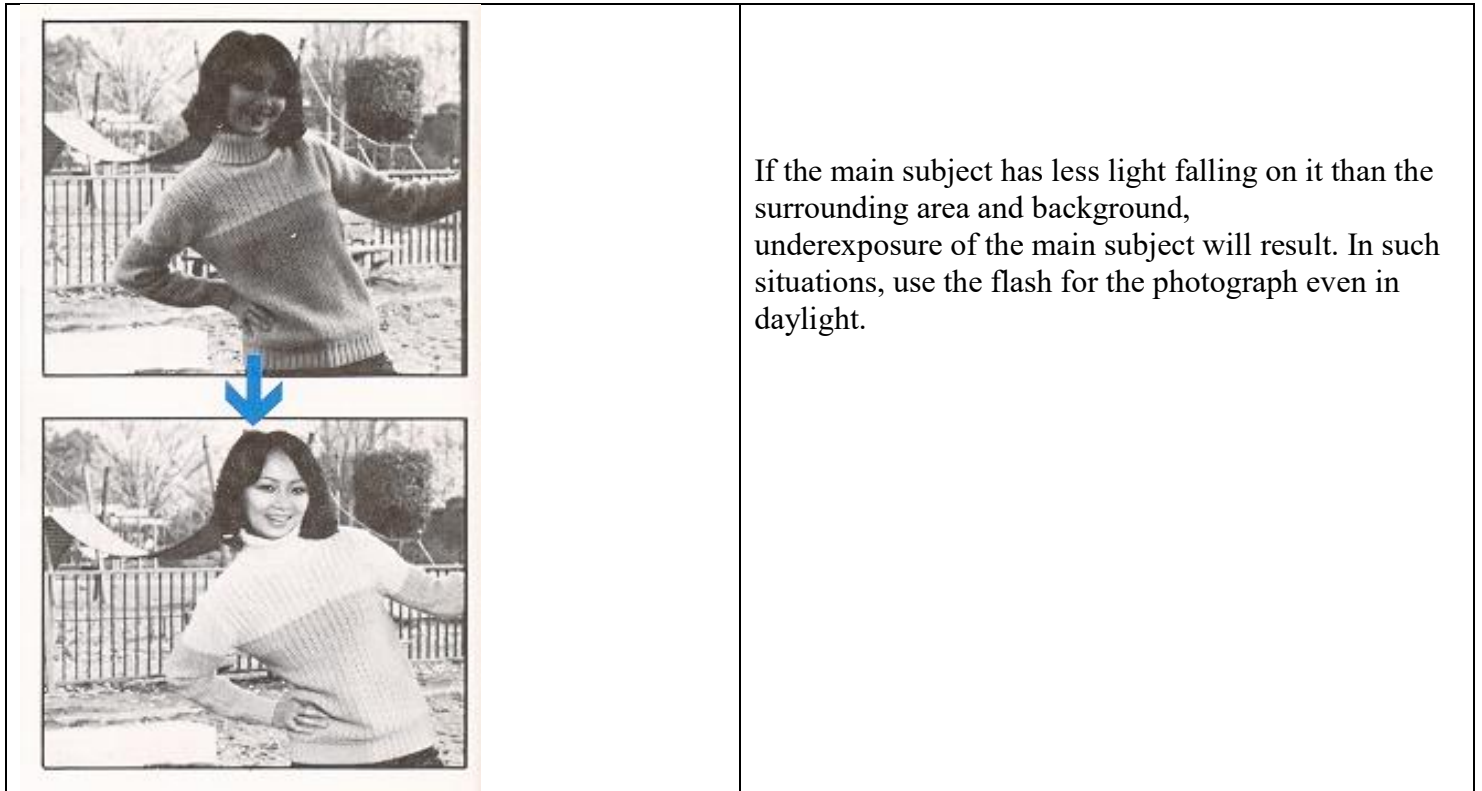 If the main subject has less light falling on it than the
surrounding area and background,
underexposure of the main subject will result. In such
situations, use the flash for the photograph even in
daylight.